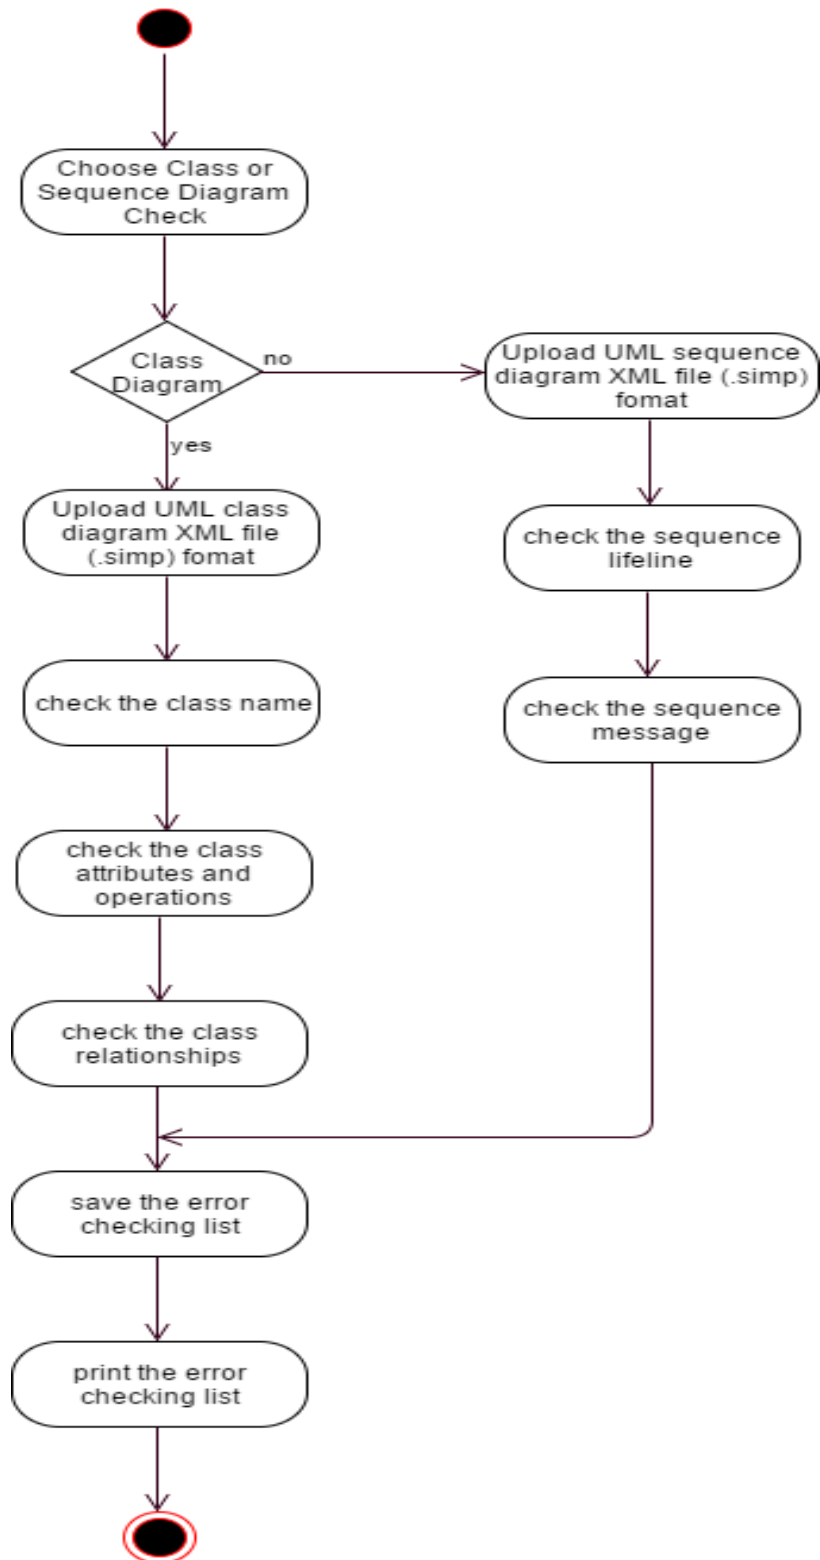 Choose Class or
Sequence Diagram
Check
Class
Diagram
no
yes
Upload UML sequence
diagram XML file (.simp)
fomat
Upload UML class
diagram XML file
(.simp) fomat
check the sequence
lifeline
check the class name
check the sequence
message
check the class
attributes and
operations
check the class
relationships
save the error
checking list
print the error
checking list